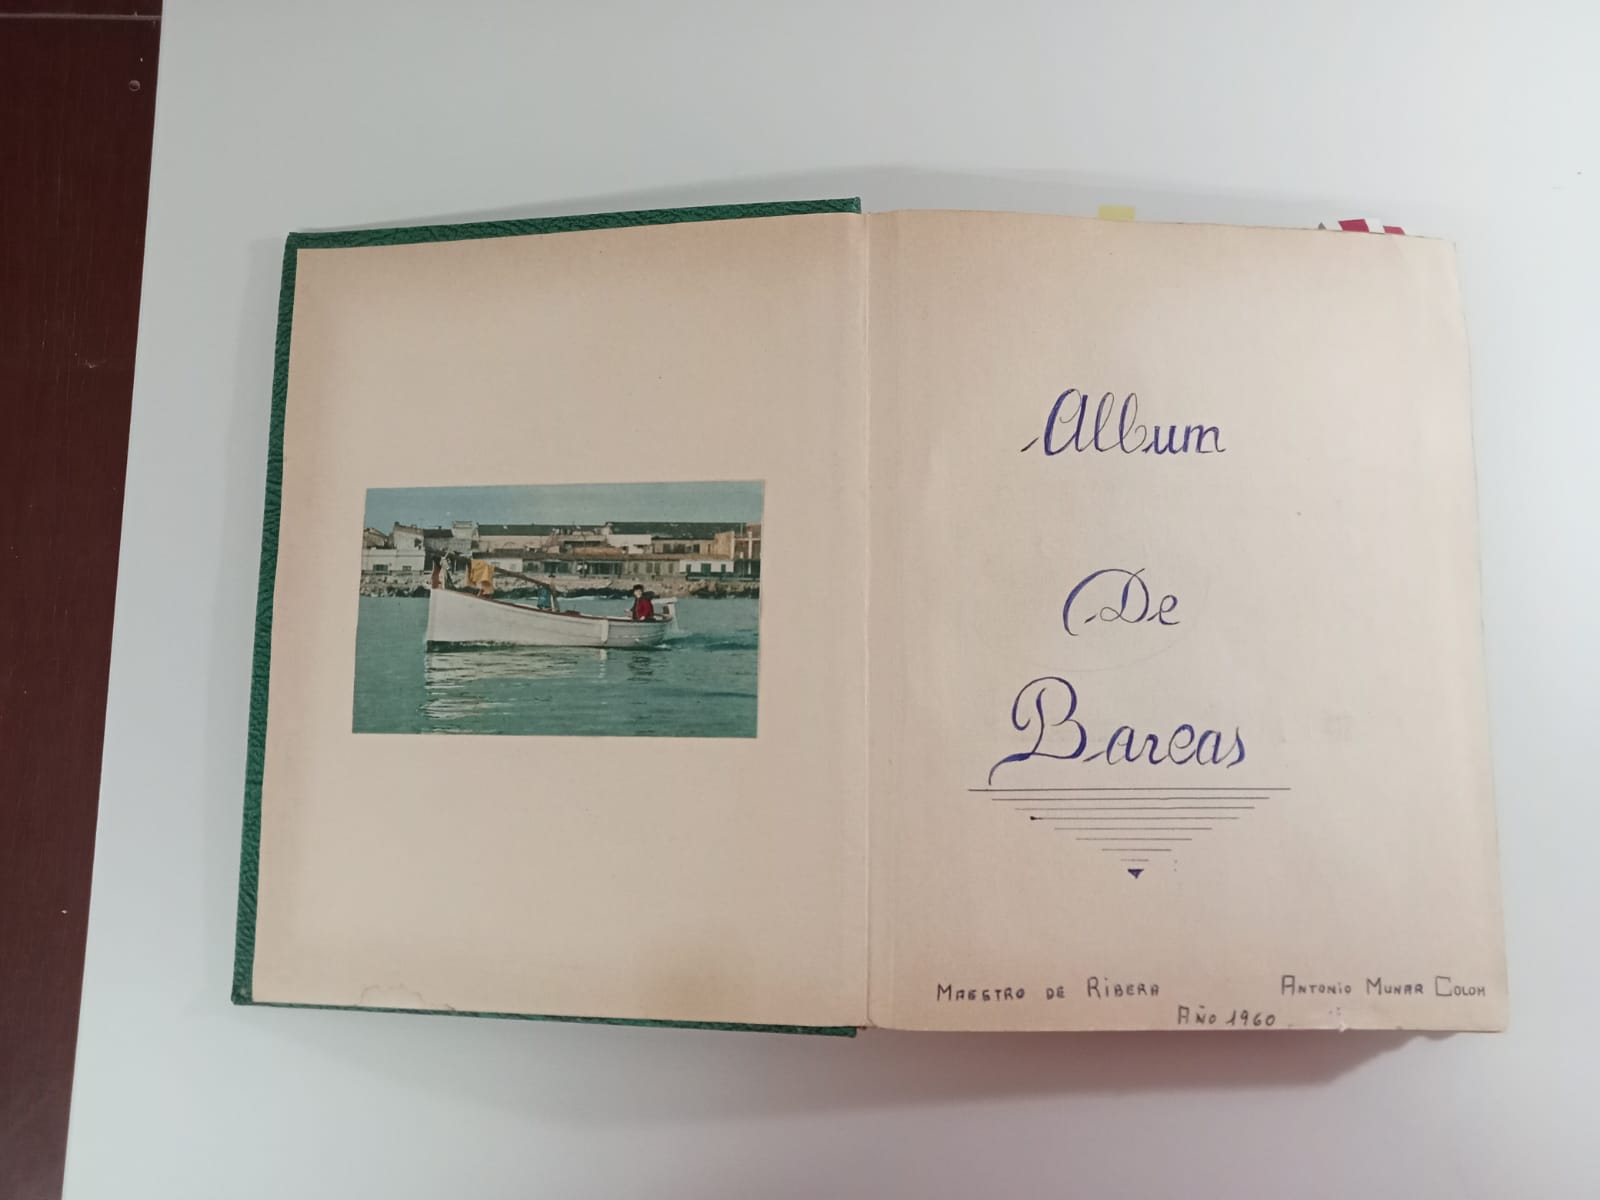 Album
De
Barcas
MAESTRO DE RIBERA ANTONIO MUNAR COLOM
AÑO 1960